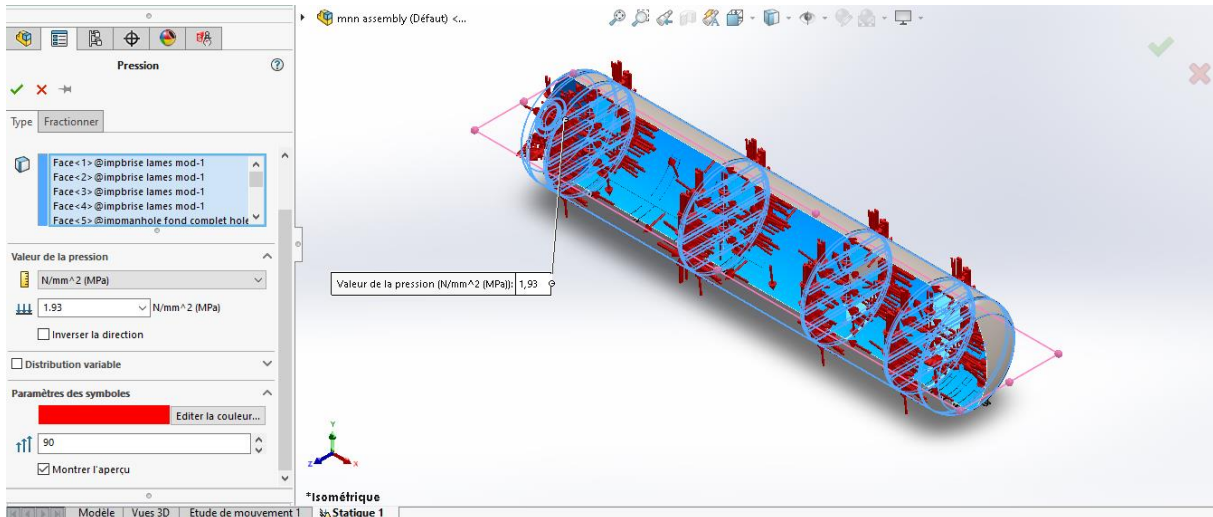 mnn assembly (Défaut) <...
Pression
Type
Fractionner
Face<1>@impbrise lames mod-1
Face<2>@impbrise lames mod-1
Face<3>@impbrise lames mod-1
Face<4>@impbrise lames mod-1
Face<5>@impmanhole fond complet hole
Valeur de la pression
N/mm^2 (MPa)
1.93
N/mm^2 (MPa)
Inverser la direction
Distribution variable
Paramètres des symboles
Editer la couleur...
90
Montrer l'aperçu
Valeur de la pression (N/mm^2 (MPa)): 1,93
Y
Z
X
*Isométrique
Modèle
Vues 3D
Etude de mouvement 1
Statique 1